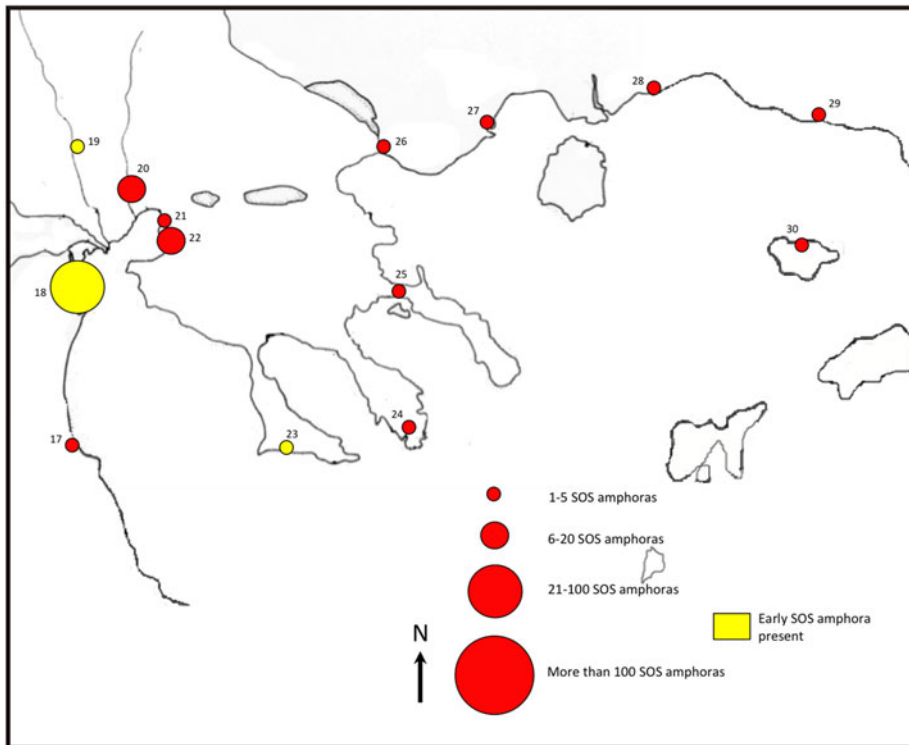 28
29
27
19
26
20
21
22
30
25
18
24
17
23
1-5 SOS amphoras
6-20 SOS amphoras
21-100 SOS amphoras
Early SOS amphora
present
N
More than 100 SOS amphoras